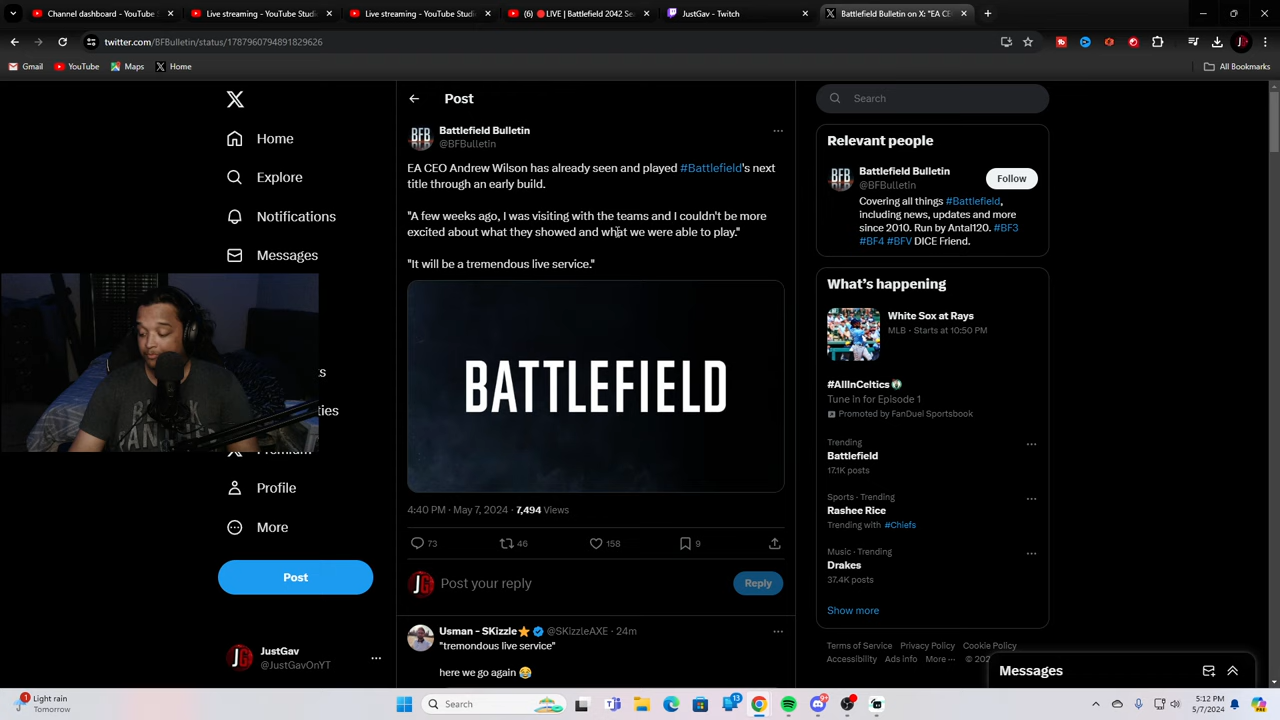 Channel dashboard - YouTube S
Live streaming - YouTube Studio
Live streaming - YouTube Studio
(6) 🔴LIVE | Battlefield 2042 Se
JustGav - Twitch
Battlefield Bulletin on X: "EA CE
twitter.com/BFBulletin/status/1787960794891829626
Gmail
YouTube
Maps
Home
All Bookmarks
Home
Explore
Notifications
Messages
ts
ties
Premium
Profile
More
Post
JustGav
@JustGavOnYT
Post
Battlefield Bulletin
@BFBulletin
EA CEO Andrew Wilson has already seen and played #Battlefield's next
title through an early build.
"A few weeks ago, I was visiting with the teams and I couldn't be more
excited about what they showed and what we were able to play."
"It will be a tremendous live service."
BATTLEFIELD
4:40 PM · May 7, 2024 · 7,494 Views
73
46
158
9
Post your reply
Reply
Usman - SKizzle⭐ @SKIzzleAXE · 24m
"tremondous live service"
here we go again 😂
Search
Relevant people
Battlefield Bulletin
@BFBulletin
Follow
Covering all things #Battlefield,
including news, updates and more
since 2010. Run by Antal120. #BF3
#BF4 #BFV DICE Friend.
What's happening
White Sox at Rays
MLB · Starts at 10:50 PM
#AllInCeltics
Tune in for Episode 1
Promoted by FanDuel Sportsbook
Trending
Battlefield
17.1K posts
Sports · Trending
Rashee Rice
Trending with #Chiefs
Music · Trending
Drakes
37.4K posts
Show more
Terms of Service Privacy Policy Cookie Policy
Accessibility Ads info More ··· © 202
Messages
Light rain
Tomorrow
Search
13
9+
5:12 PM
5/7/2024